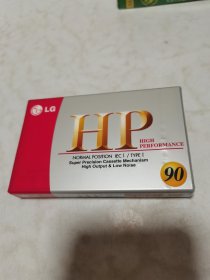 LG
HP
HIGH
PERFORMANCE
NORMAL POSITION IEC I / TYPE I
Super Precision Cassette Mechanism
High Output & Low Noise
90